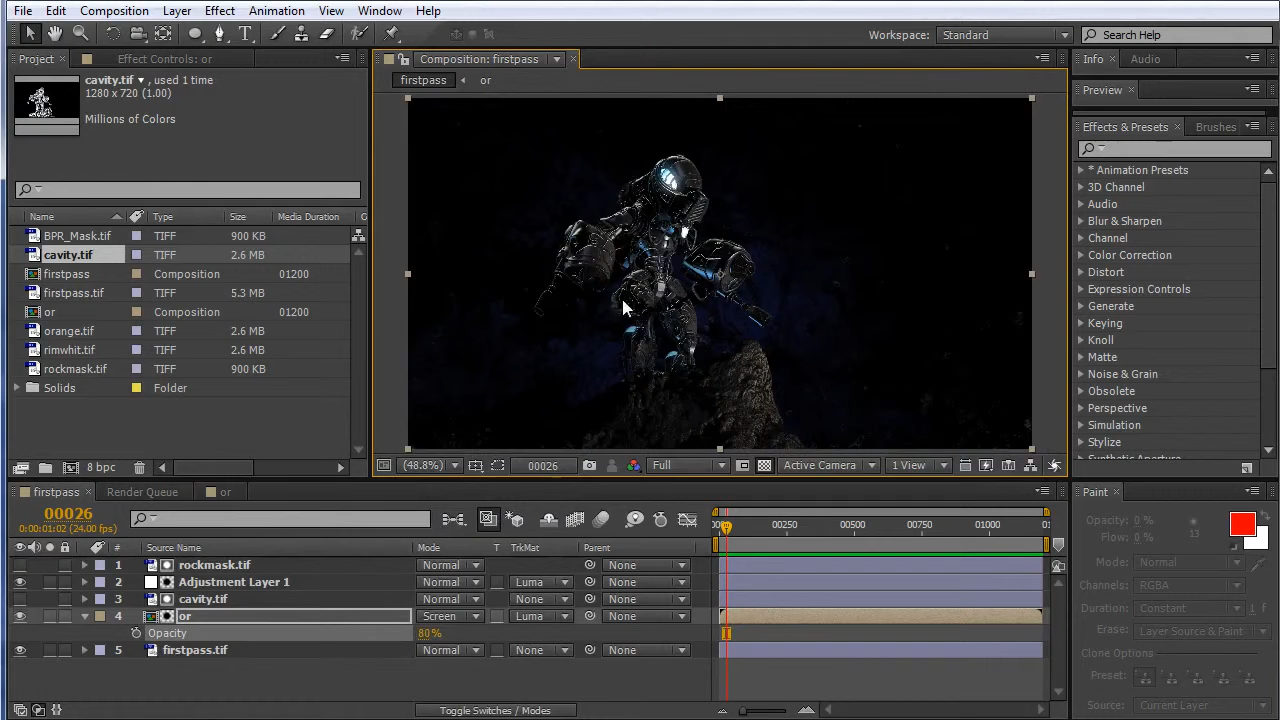 File Edit Composition Layer Effect Animation View Window Help
Workspace: Standard Search Help
Project Effect Controls: or
cavity.tif , used 1 time
1280 x 720 (1.00)
Millions of Colors
Name Type Size Media Duration
BPR_Mask.tif TIFF 900 KB
cavity.tif TIFF 2.6 MB
firstpass Composition 01200
firstpass.tif TIFF 5.3 MB
or Composition 01200
orange.tif TIFF 2.6 MB
rimwhit.tif TIFF 2.6 MB
rockmask.tif TIFF 900 KB
Solids Folder
8 bpc
Composition: firstpass
firstpass or
(48.8%) 00026 Full Active Camera 1 View
Info Audio
Preview
Effects & Presets Brushes
* Animation Presets
3D Channel
Audio
Blur & Sharpen
Channel
Color Correction
Distort
Expression Controls
Generate
Keying
Knoll
Matte
Noise & Grain
Obsolete
Perspective
Simulation
Stylize
firstpass Render Queue or
00026
0:00:01:02 (24.00 fps)
00250 00500 00750 01000
# Source Name Mode T TrkMat Parent
1 rockmask.tif Normal None
2 Adjustment Layer 1 Normal Luma None
3 cavity.tif Normal None None
4 or Screen Luma None
Opacity 80%
5 firstpass.tif Normal None None
Toggle Switches / Modes
Paint
Opacity: 0 %
Flow: 0 % 13
Mode: Normal
Channels: RGBA
Duration: Constant 1 f
Erase: Layer Source & Paint
Clone Options
Preset:
Source: Current Layer